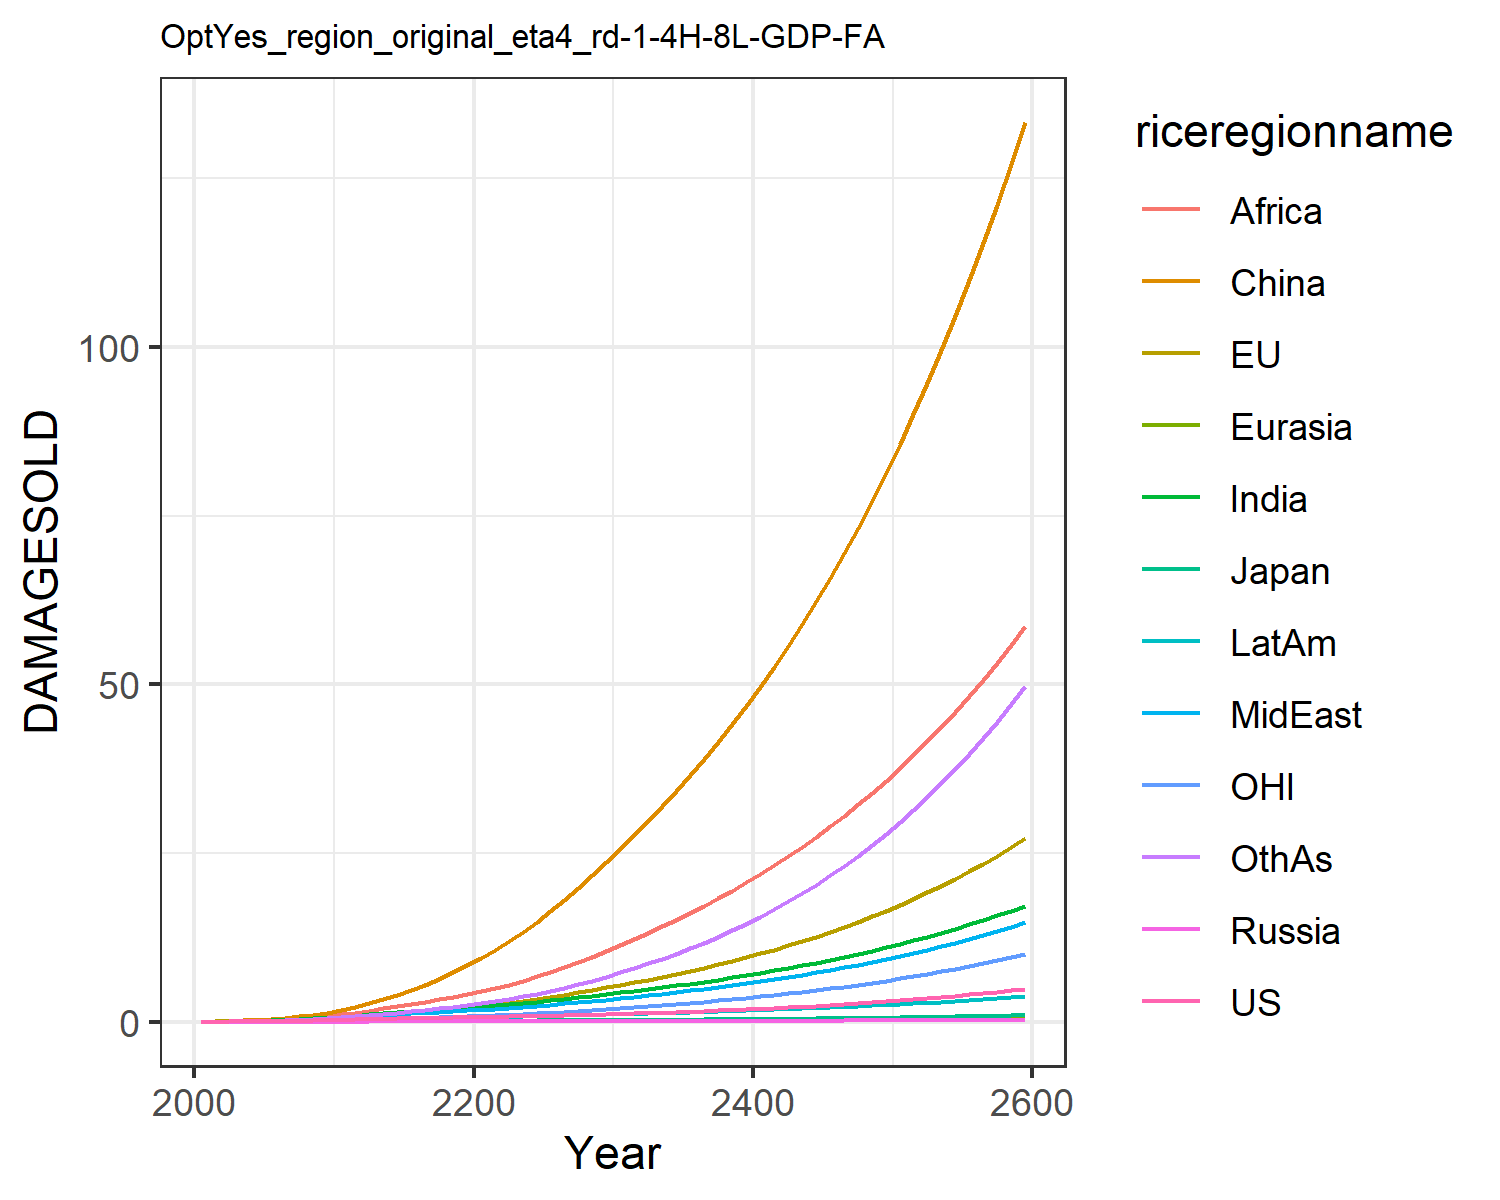 OptYes_region_original_eta4_rd-1-4H-8L-GDP-FA
DAMAGESOLD
100
50
0
2000
2200
2400
2600
Year
riceregionname
Africa
China
EU
Eurasia
India
Japan
LatAm
MidEast
OHI
OthAs
Russia
US